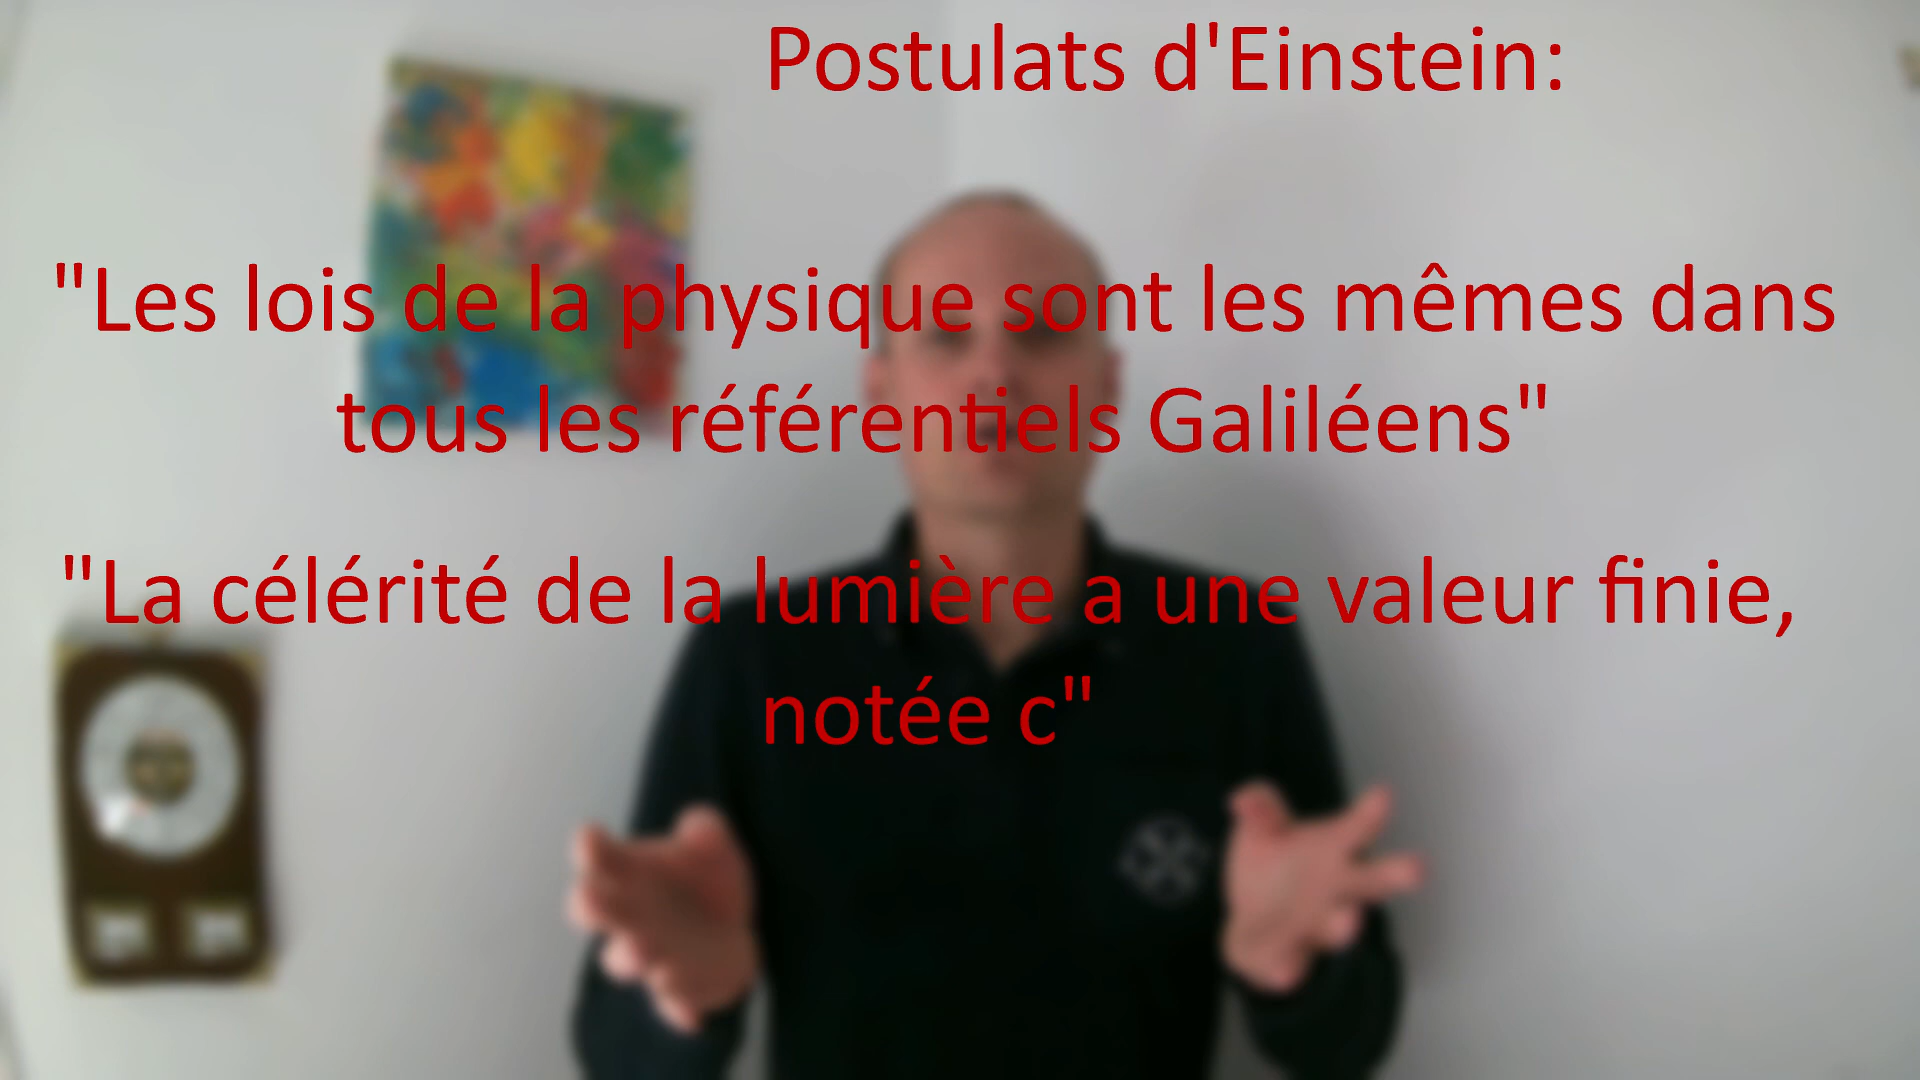 Postulats d'Einstein:
"Les lois de la physique sont les mêmes dans
tous les référentiels Galiléens"
"La célérité de la lumière a une valeur finie,
notée c"